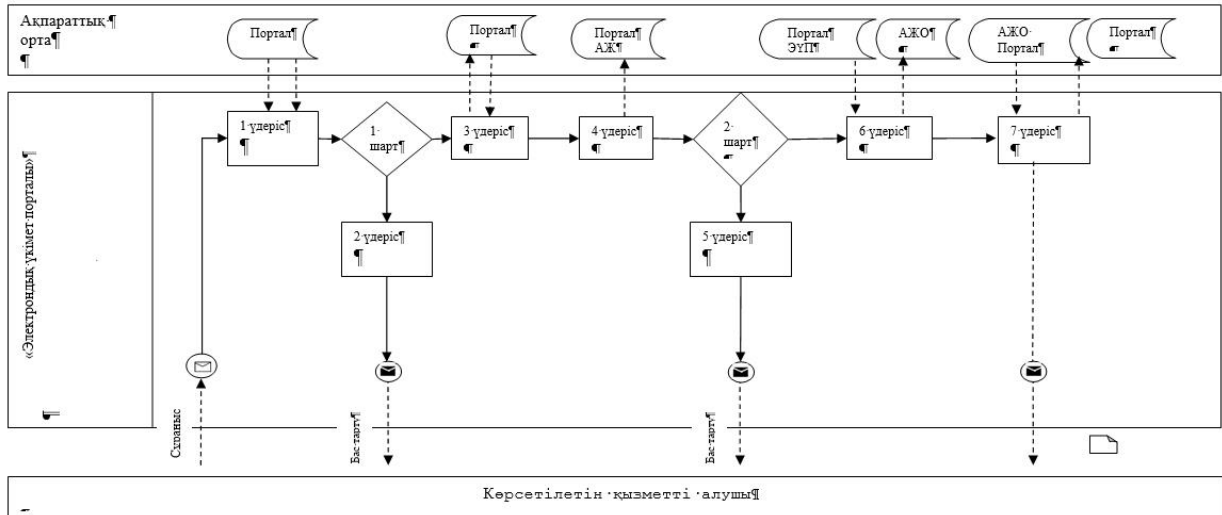 Ақпараттық·¶
орта¶
¶
Портал¶
Портал¶
¶
Портал¶
АЖ¶
Портал¶
ЭҮП¶
АЖО¶
¶
АЖО·
Портал¶
Портал¶
¶
«Электрондық·үкімет·порталы»¶
¶
1·үдеріс¶
¶
1·
шарт¶
3·үдеріс¶
¶
4·үдеріс¶
¶
2·
шарт¶
¶
6·үдеріс¶
¶
7·үдеріс¶
¶
2·үдеріс¶
¶
5·үдеріс¶
¶
Сұраныс
Бас·тарту¶
Бас·тарту¶
Көрсетілетін·қызметті·алушы¶